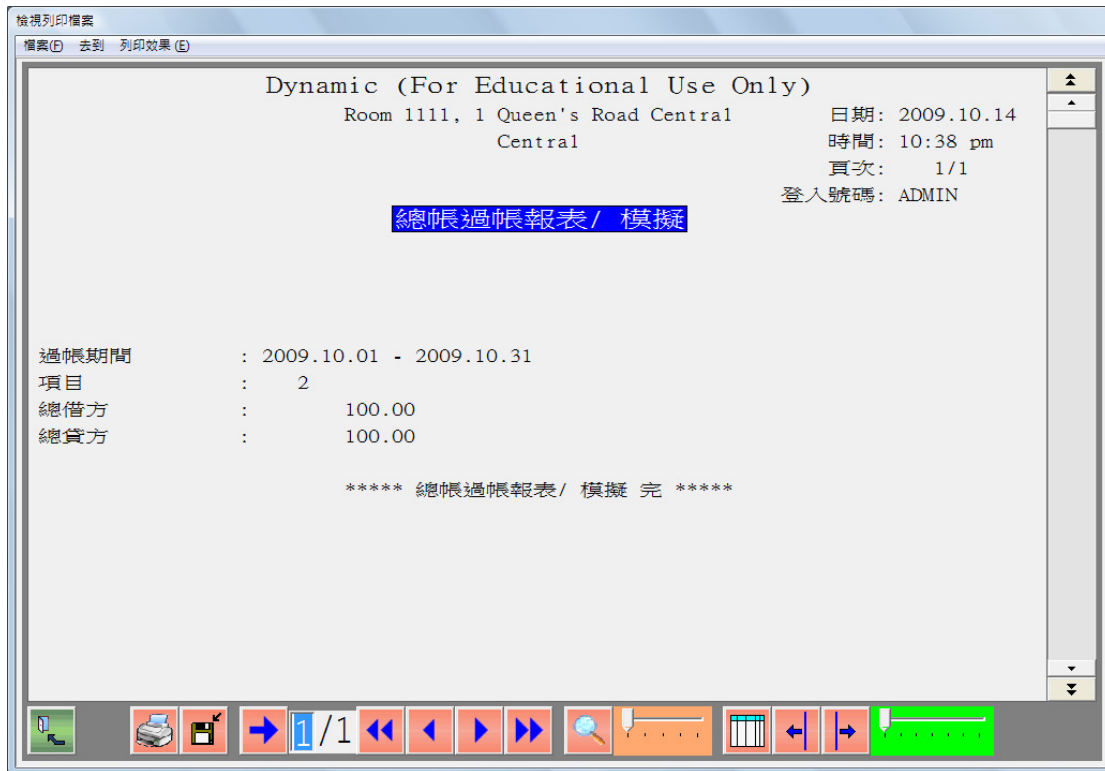 檢視列印檔案
檔案(F) 去到 列印效果(E)
Dynamic (For Educational Use Only)
Room 1111, 1 Queen's Road Central 日期: 2009.10.14
Central 時間: 10:38 pm
頁次: 1/1
登入號碼: ADMIN
總帳過帳報表/ 模擬
過帳期間 : 2009.10.01 - 2009.10.31
項目 : 2
總借方 : 100.00
總貸方 : 100.00
***** 總帳過帳報表/ 模擬 完 *****
1/1